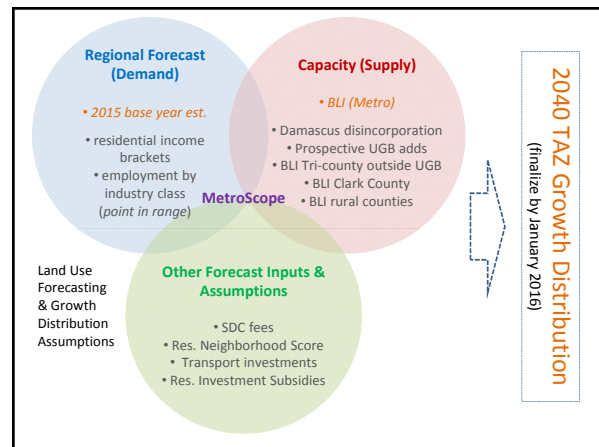 Regional Forecast
(Demand)
2015 base year est.
• residential income
brackets
• employment by
industry class
(point in range)
Capacity (Supply)
BLI (Metro)
• Damascus disincorporation
• Prospective UGB adds
• BLI Tri-county outside UGB
• BLI Clark County
• BLI rural counties
MetroScope
Other Forecast Inputs &
Assumptions
• SDC fees
• Res. Neighborhood Score
• Transport investments
• Res. Investment Subsidies
Land Use
Forecasting
& Growth
Distribution
Assumptions
2040 TAZ Growth Distribution
(finalize by January 2016)